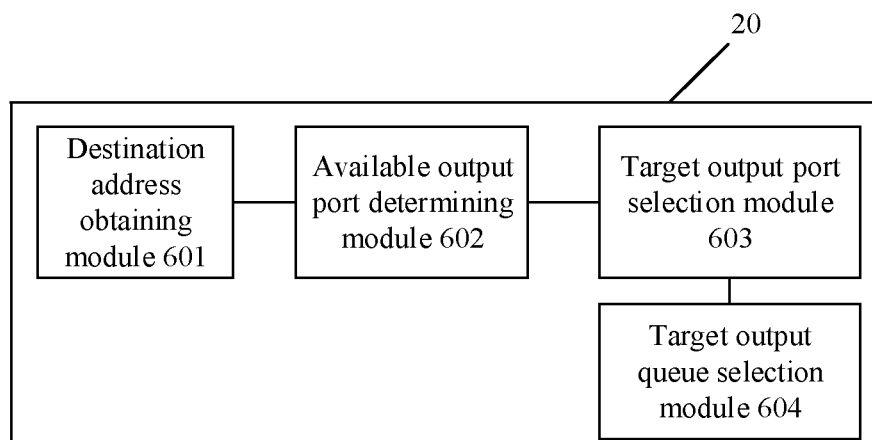 20
Destination
address
obtaining
module 601
Available output
port determining
module 602
Target output port
selection module
603
Target output
queue selection
module 604